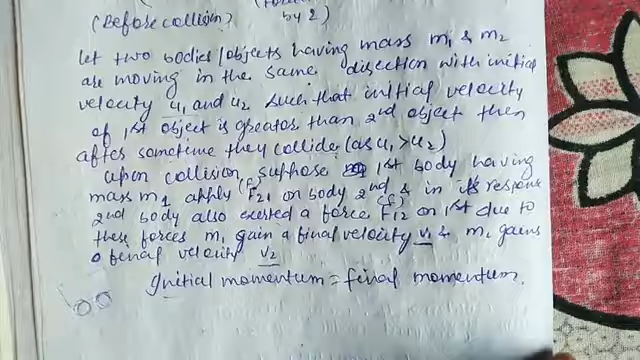 (Before collision)
by 2)
let two bodies/objects having mass m1 & m2
are moving in the same direction with initial
velocity u1 and u2 such that initial velocity
of 1st object is greater than 2nd object then
after sometime they collide (as u1 > u2)
Upon collision, suppose 1st body having
mass m1 apply (F) F21 on body 2nd & in its respons
2nd body also exerted a force (F) F12 on 1st due to
these forces m1 gain a final velocity v1 & m2 gains
a final velocity v2
Initial momentum = final momentum.